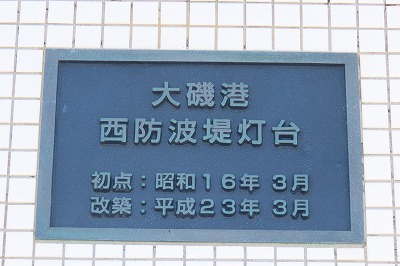 大磯港
西防波堤灯台
初点：昭和１６年 ３月
改築：平成２３年 ３月